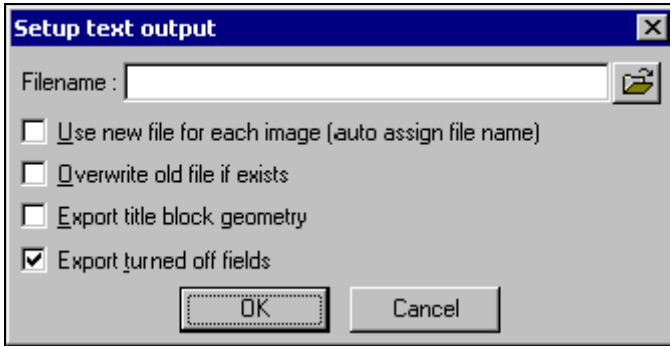 Setup text output
Filename :
Use new file for each image (auto assign file name)
Overwrite old file if exists
Export title block geometry
Export turned off fields
OK Cancel